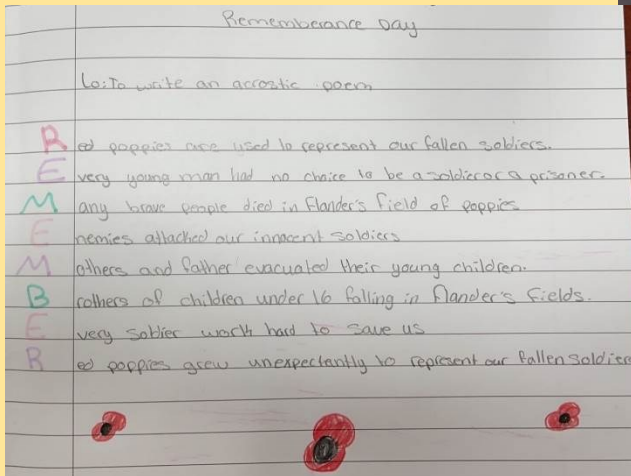 Rememberance Day
Lo: To write an acrostic poem
Red poppies are used to represent our fallen soldiers.
Every young man had no choice to be a soldier or a prisoner.
Many brave people died in flander's field of poppies
Enemies attached our innocent soldiers
Mothers and father evacuated their young children.
Brothers of children under 16 falling in flander's fields.
Every soldier work hard to save us
Red poppies grew unexpectantly to represent our fallen soldier